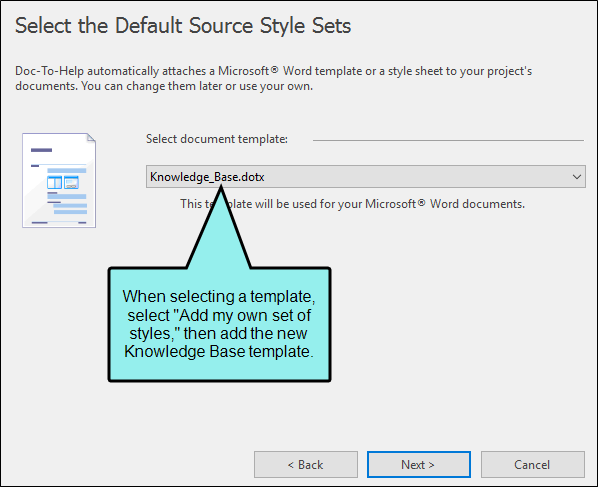 Select the Default Source Style Sets
Doc-To-Help automatically attaches a Microsoft® Word template or a style sheet to your project's
documents. You can change them later or use your own.
Select document template:
Knowledge_Base.dotx
This template will be used for your Microsoft® Word documents.
When selecting a template,
select "Add my own set of
styles," then add the new
Knowledge Base template.
< Back
Next >
Cancel